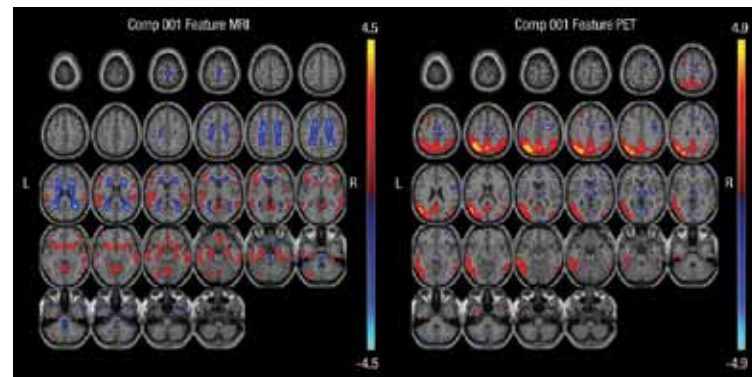 Comp 001 Feature MRI
4.5
L
R
-4.5
Comp 001 Feature PET
4.9
L
R
-4.9